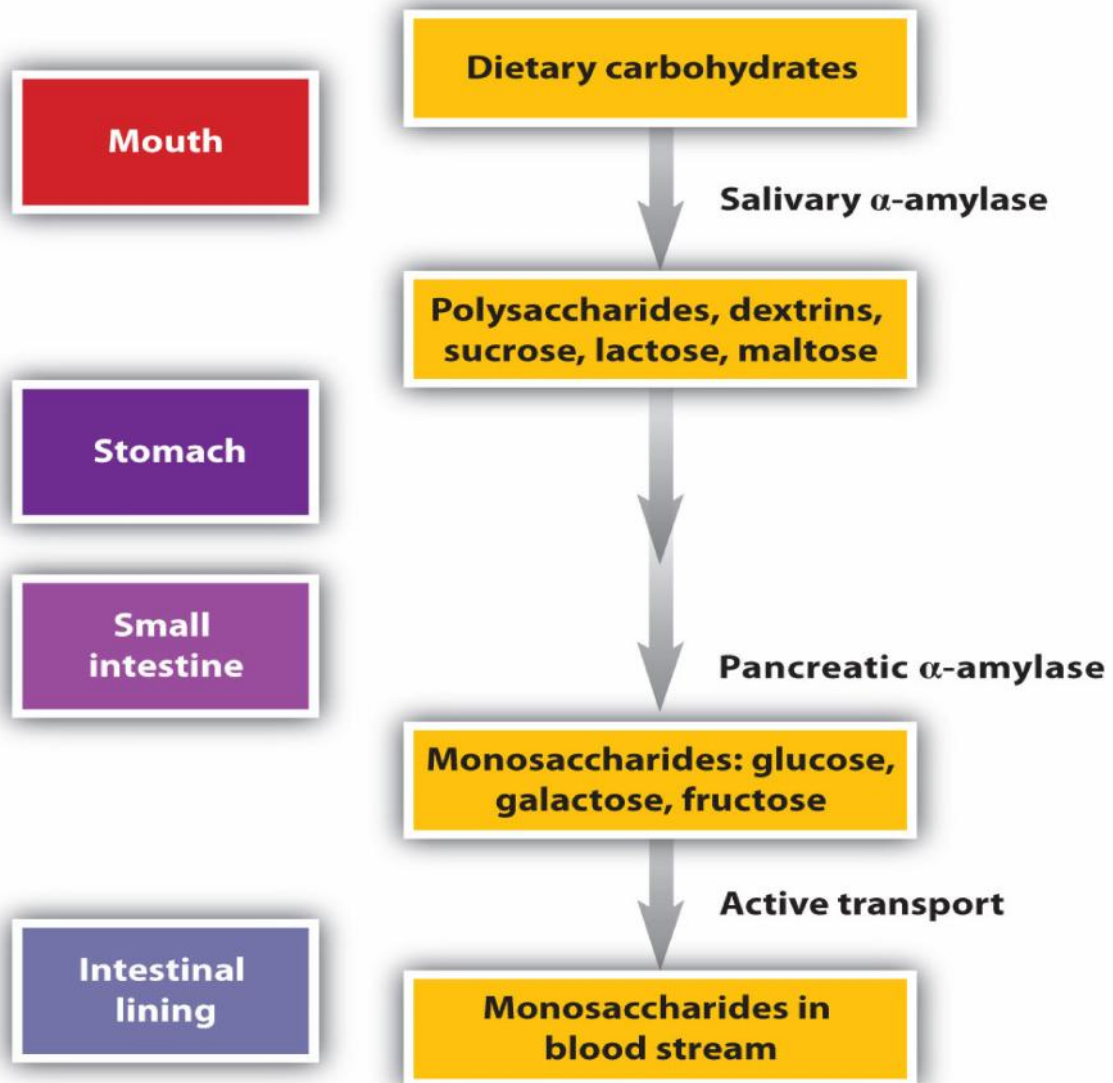 Dietary carbohydrates
Mouth
Salivary α-amylase
Polysaccharides, dextrins,
sucrose, lactose, maltose
Stomach
Small
intestine
Pancreatic α-amylase
Monosaccharides: glucose,
galactose, fructose
Active transport
Intestinal
lining
Monosaccharides in
blood stream